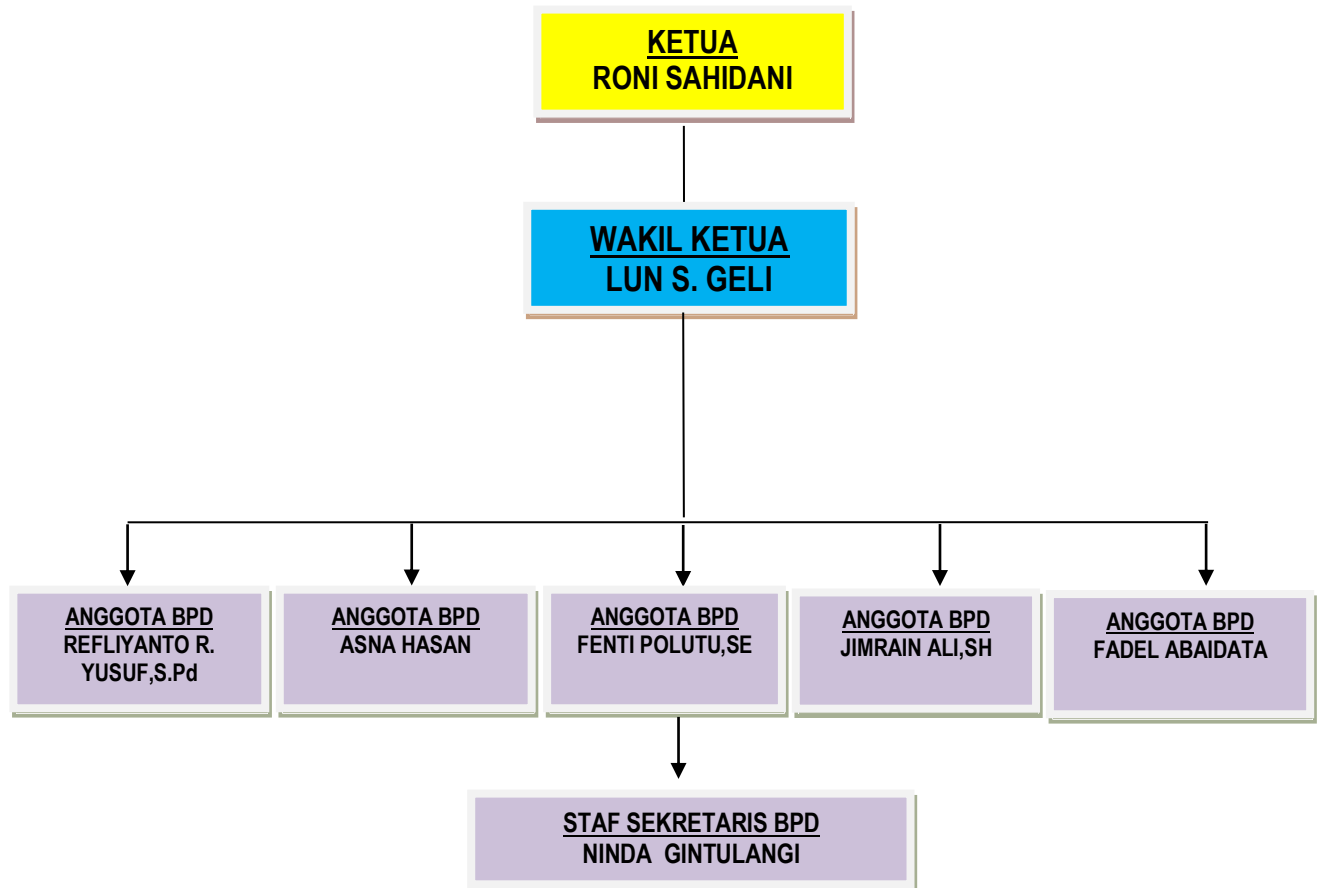 KETUA
RONI SAHIDANI
WAKIL KETUA
LUN S. GELI
ANGGOTA BPD
REFLIYANTO R.
YUSUF,S.Pd
ANGGOTA BPD
ASNA HASAN
ANGGOTA BPD
FENTI POLUTU,SE
ANGGOTA BPD
JIMRAIN ALI,SH
ANGGOTA BPD
FADEL ABAIDATA
STAF SEKRETARIS BPD
NINDA GINTULANGI